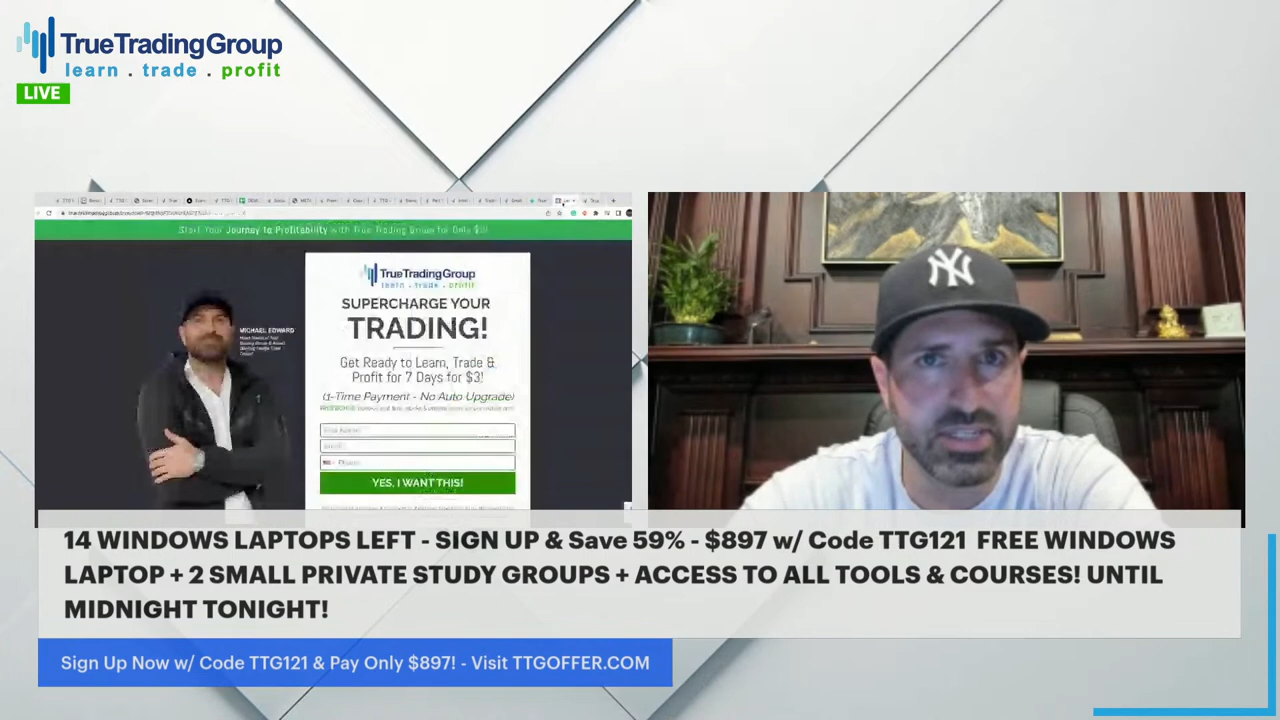 TrueTradingGroup
learn . trade . profit
LIVE
Start Your Journey to Profitability with True Trading Group for Only $3!
TrueTradingGroup
learn . trade . profit
SUPERCHARGE YOUR
TRADING!
Get Ready to Learn, Trade &
Profit for 7 Days for $3!
(1-Time Payment - No Auto Upgrade)
MICHAEL EDWARD
Email
Phone
YES, I WANT THIS!
14 WINDOWS LAPTOPS LEFT - SIGN UP & Save 59% - $897 w/ Code TTG121 FREE WINDOWS
LAPTOP + 2 SMALL PRIVATE STUDY GROUPS + ACCESS TO ALL TOOLS & COURSES! UNTIL
MIDNIGHT TONIGHT!
Sign Up Now w/ Code TTG121 & Pay Only $897! - Visit TTGOFFER.COM